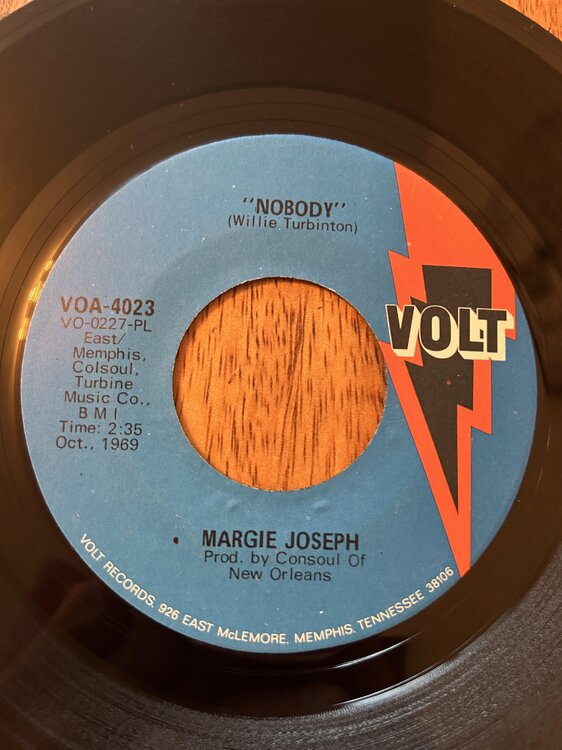 "NOBODY"
(Willie Turbinton)
VOA-4023
VO-0227-PL
East/
Memphis,
Colsoul,
Turbine
Music Co.,
B M I
Time: 2:35
Oct., 1969
VOLT
MARGIE JOSEPH
Prod. by Consoul Of
New Orleans
VOLT RECORDS, 926 EAST McLEMORE, MEMPHIS, TENNESSEE 38106